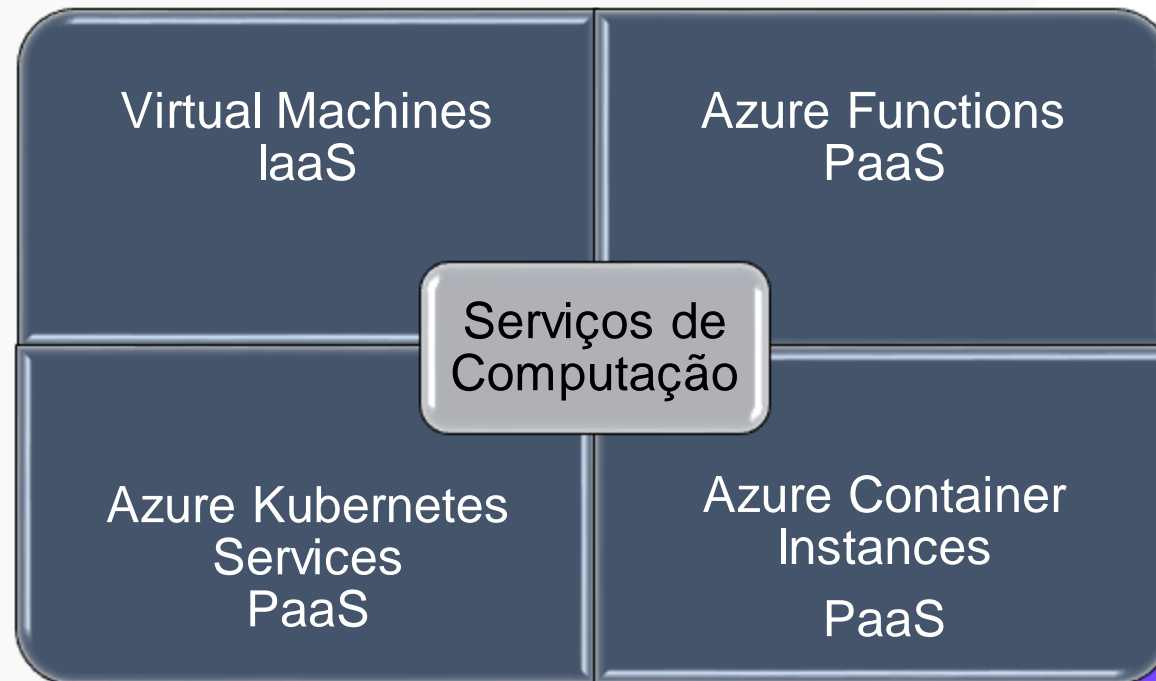 Virtual Machines
IaaS
Azure Functions
PaaS
Serviços de
Computação
Azure Kubernetes
Services
PaaS
Azure Container
Instances
PaaS